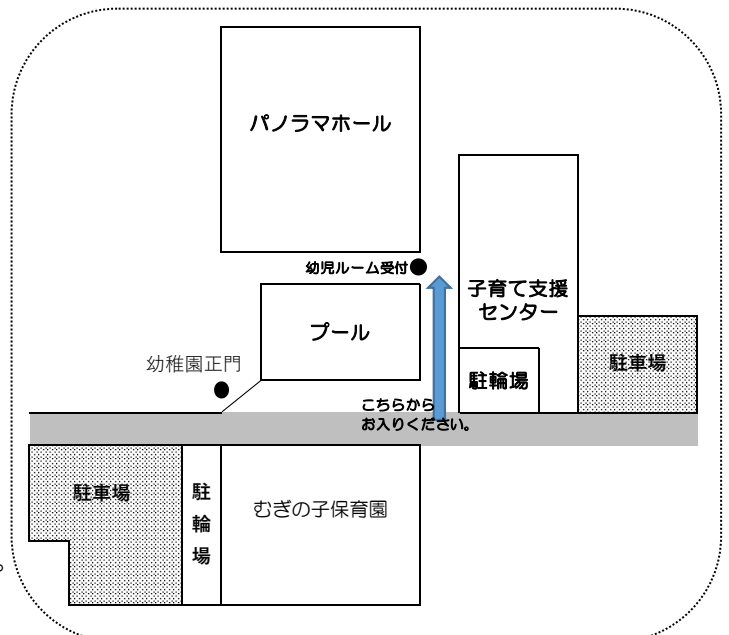 パノラマホール
幼児ルーム受付
子育て支援
センター
プール
駐車場
幼稚園正門
駐輪場
こちらから
お入りください。
駐車場
駐
輪
場
むぎの子保育園
。